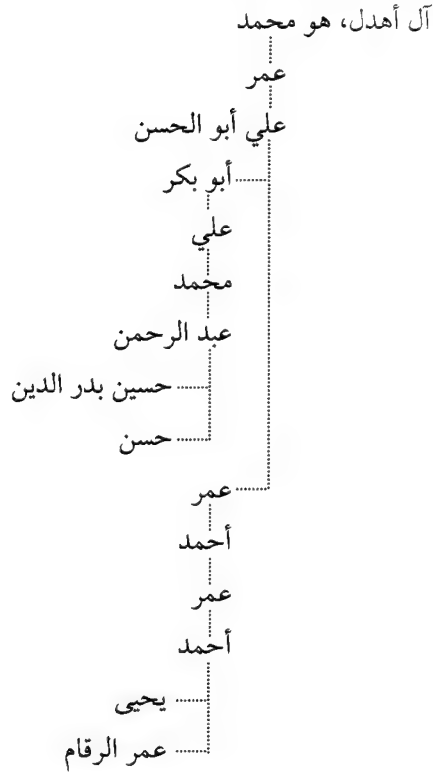 آل أهدل، هو محمد
عمر
علي أبو الحسن
أبو بكر
علي
محمد
عبد الرحمن
حسين بدر الدين
حسن
عمر
أحمد
عمر
أحمد
يحيى
عمر الرقام